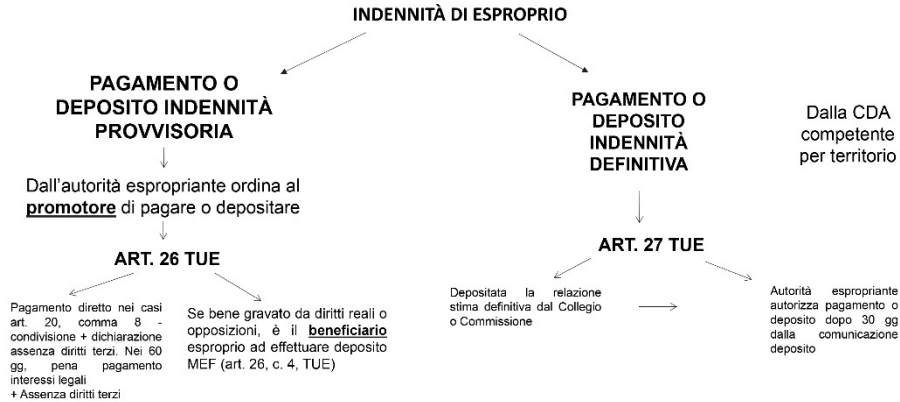 INDENNITÀ DI ESPROPRIO
PAGAMENTO O
DEPOSITO INDENNITÀ
PROVVISORIA
Dall'autorità espropriante ordina al
promotore di pagare o depositare
ART. 26 TUE
Pagamento diretto nei casi
art. 20, comma 8 -
condivisione + dichiarazione
assenza diritti terzi. Nei 60
gg, pena pagamento
interessi legali
+ Assenza diritti terzi
Se bene gravato da diritti reali o
opposizioni, è il beneficiario
esproprio ad effettuare deposito
MEF (art. 26, c. 4, TUE)
PAGAMENTO O
DEPOSITO
INDENNITÀ
DEFINITIVA
Dalla CDA
competente
per territorio
ART. 27 TUE
Depositata la relazione
stima definitiva dal Collegio
o Commissione
Autorità espropriante
autorizza pagamento o
deposito dopo 30 gg
dalla comunicazione
deposito